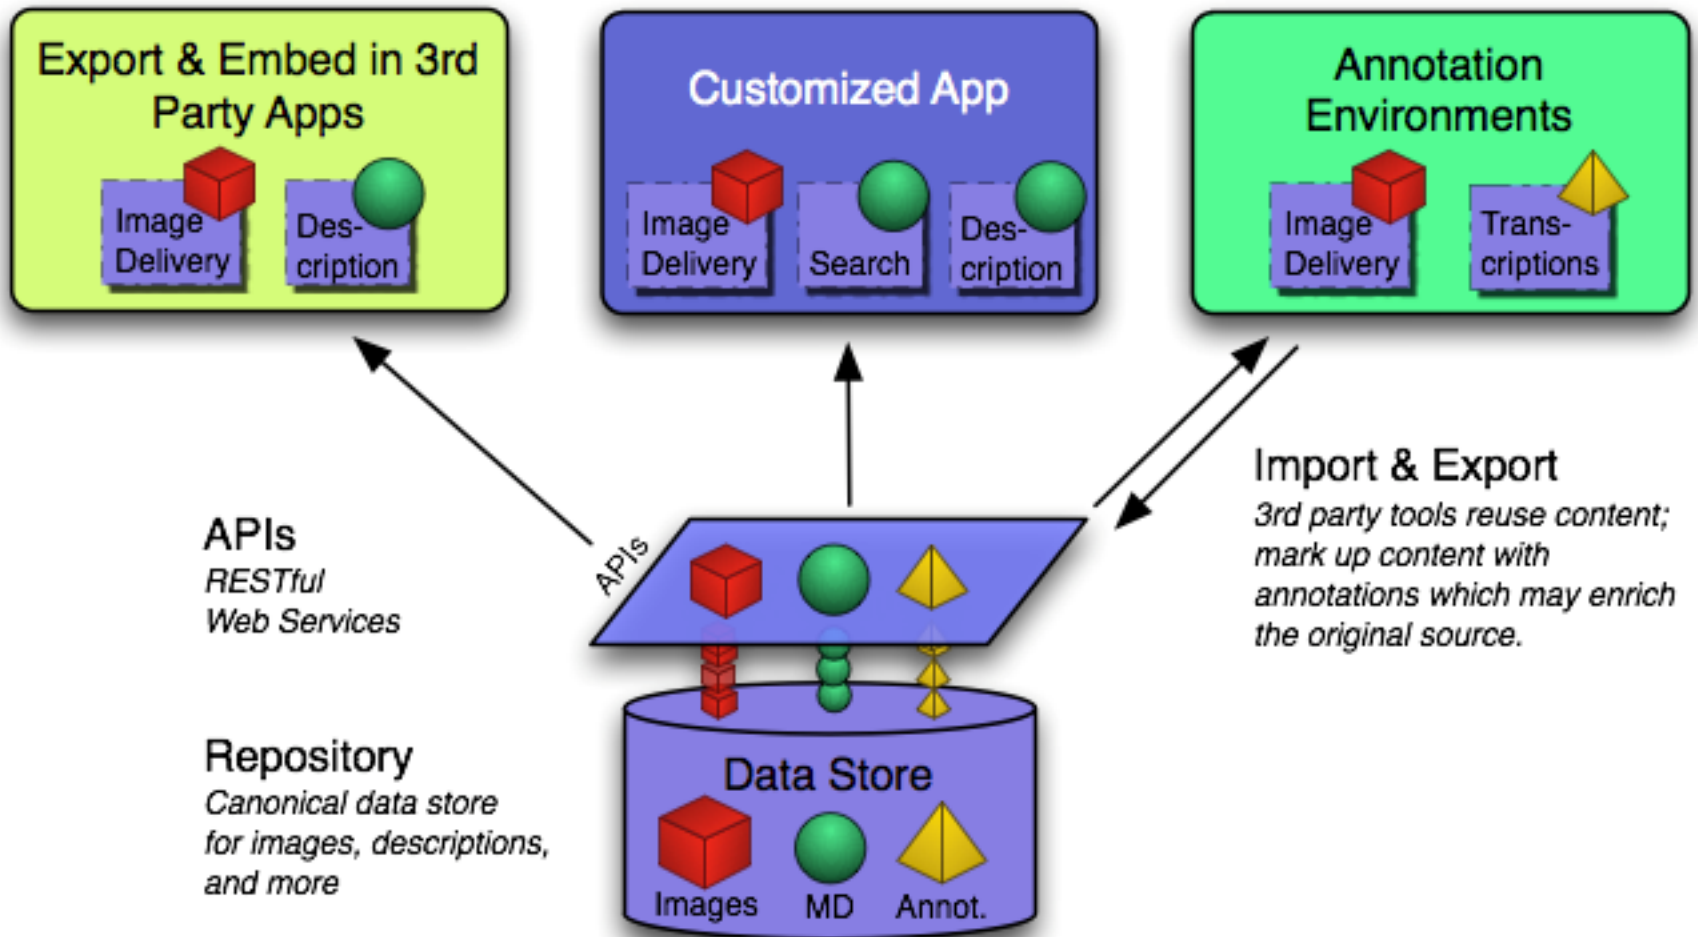 Export & Embed in 3rd
Party Apps
Image
Delivery
Des-
cription
Customized App
Image
Delivery
Search
Des-
cription
Annotation
Environments
Image
Delivery
Trans-
criptions
APIs
RESTful
Web Services
APIs
Import & Export
3rd party tools reuse content;
mark up content with
annotations which may enrich
the original source.
Repository
Canonical data store
for images, descriptions,
and more
Data Store
Images
MD
Annot.